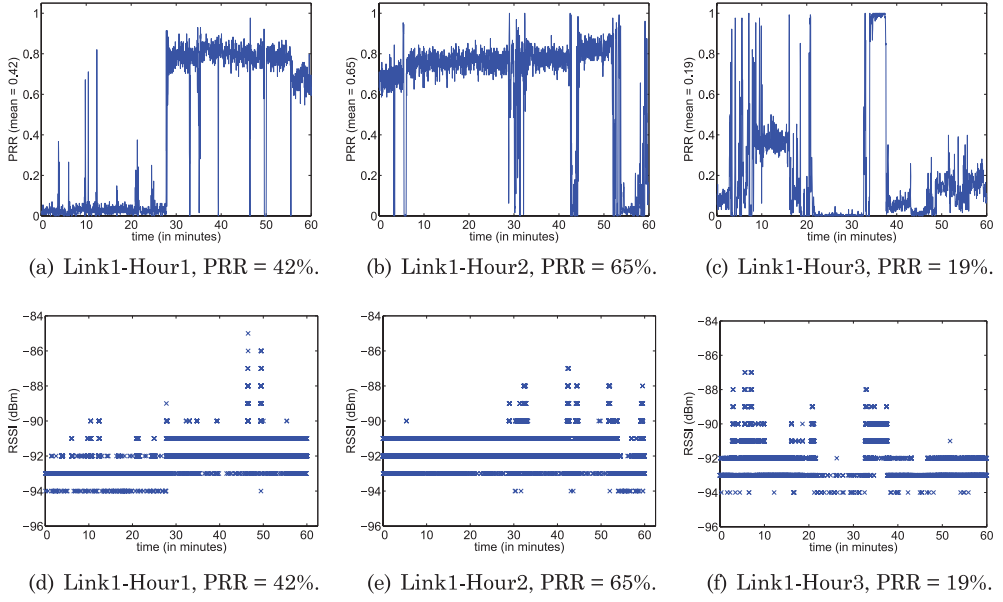 PRR (mean = 0.42)
1
0.8
0.6
0.4
0.2
0
0 10 20 30 40 50 60
time (in minutes)
(a) Link1-Hour1, PRR = 42%.
PRR (mean = 0.65)
1
0.8
0.6
0.4
0.2
0
0 10 20 30 40 50 60
time (in minutes)
(b) Link1-Hour2, PRR = 65%.
PRR (mean = 0.19)
1
0.8
0.6
0.4
0.2
0
0 10 20 30 40 50 60
time (in minutes)
(c) Link1-Hour3, PRR = 19%.
RSSI (dBm)
−84
−86
−88
−90
−92
−94
−96
0 10 20 30 40 50 60
time (in minutes)
(d) Link1-Hour1, PRR = 42%.
RSSI (dBm)
−84
−86
−88
−90
−92
−94
−96
0 10 20 30 40 50 60
time (in minutes)
(e) Link1-Hour2, PRR = 65%.
RSSI (dBm)
−84
−86
−88
−90
−92
−94
−96
0 10 20 30 40 50 60
time (in minutes)
(f) Link1-Hour3, PRR = 19%.